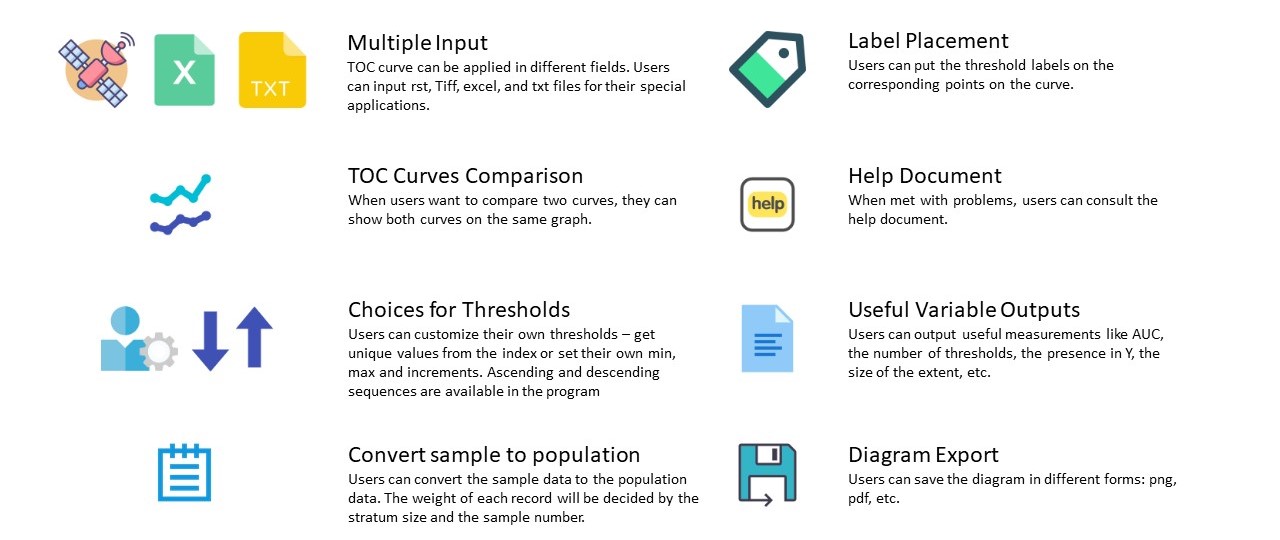 X
TXT
Multiple Input
TOC curve can be applied in different fields. Users
can input rst, Tiff, excel, and txt files for their special
applications.
Label Placement
Users can put the threshold labels on the
corresponding points on the curve.
TOC Curves Comparison
When users want to compare two curves, they can
show both curves on the same graph.
help
Help Document
When met with problems, users can consult the
help document.
Choices for Thresholds
Users can customize their own thresholds – get
unique values from the index or set their own min,
max and increments. Ascending and descending
sequences are available in the program
Useful Variable Outputs
Users can output useful measurements like AUC,
the number of thresholds, the presence in Y, the
size of the extent, etc.
Convert sample to population
Users can convert the sample data to the population
data. The weight of each record will be decided by the
stratum size and the sample number.
Diagram Export
Users can save the diagram in different forms: png,
pdf, etc.